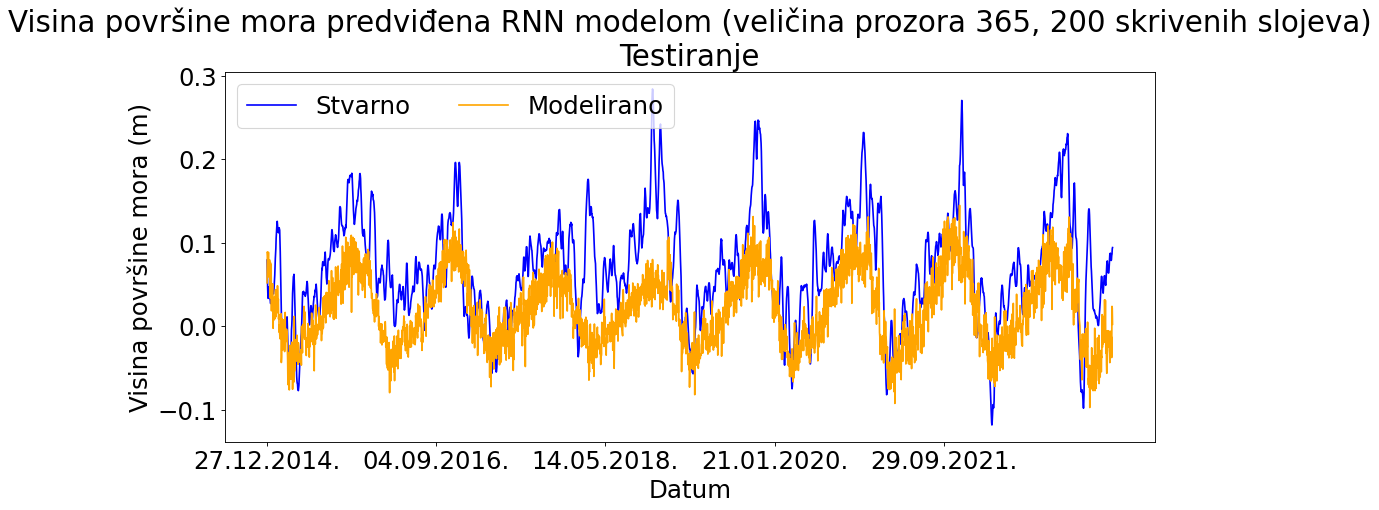 Visina površine mora predviđena RNN modelom (veličina prozora 365, 200 skrivenih slojeva)
Testiranje
Stvarno Modelirano
Visina površine mora (m)
0.3
0.2
0.1
0.0
−0.1
27.12.2014. 04.09.2016. 14.05.2018. 21.01.2020. 29.09.2021.
Datum